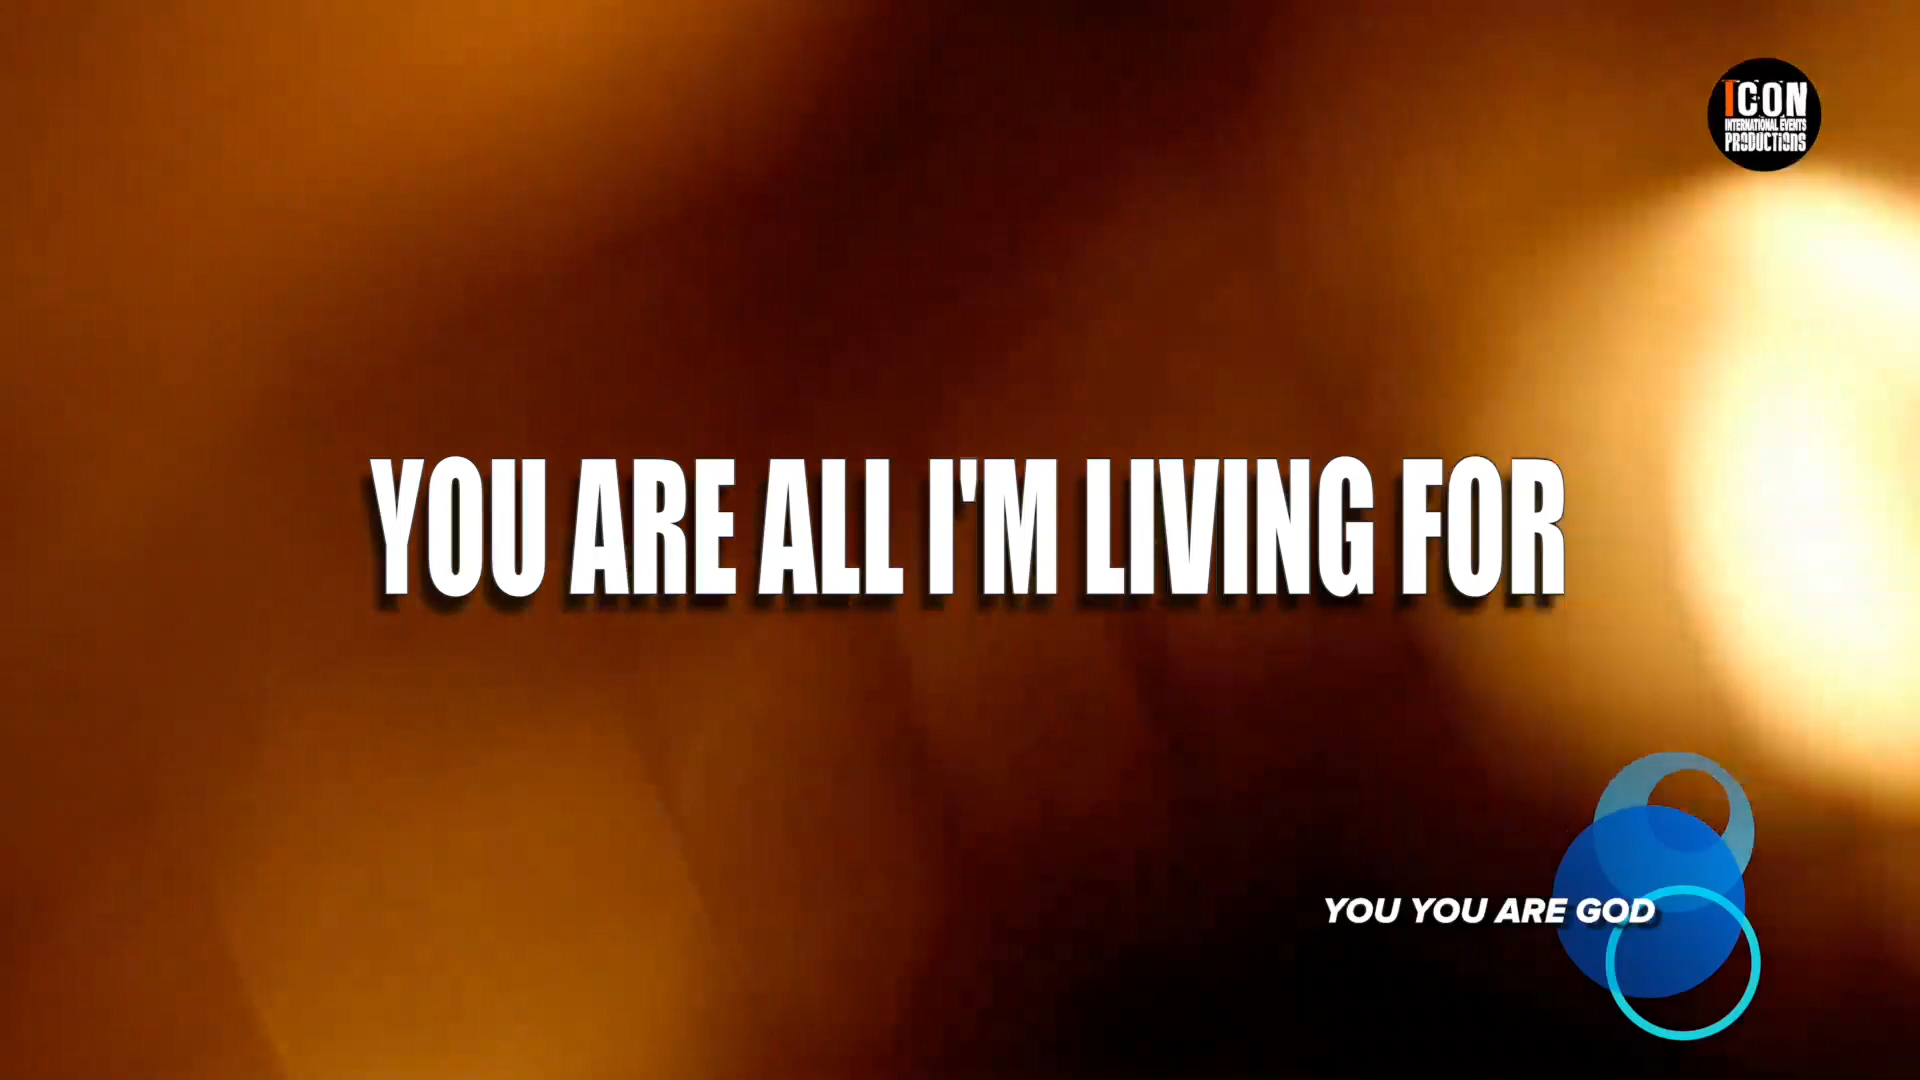 ICON
INTERNATIONAL EVENTS
PRODUCTIONS
YOU ARE ALL I'M LIVING FOR
YOU YOU ARE GOD